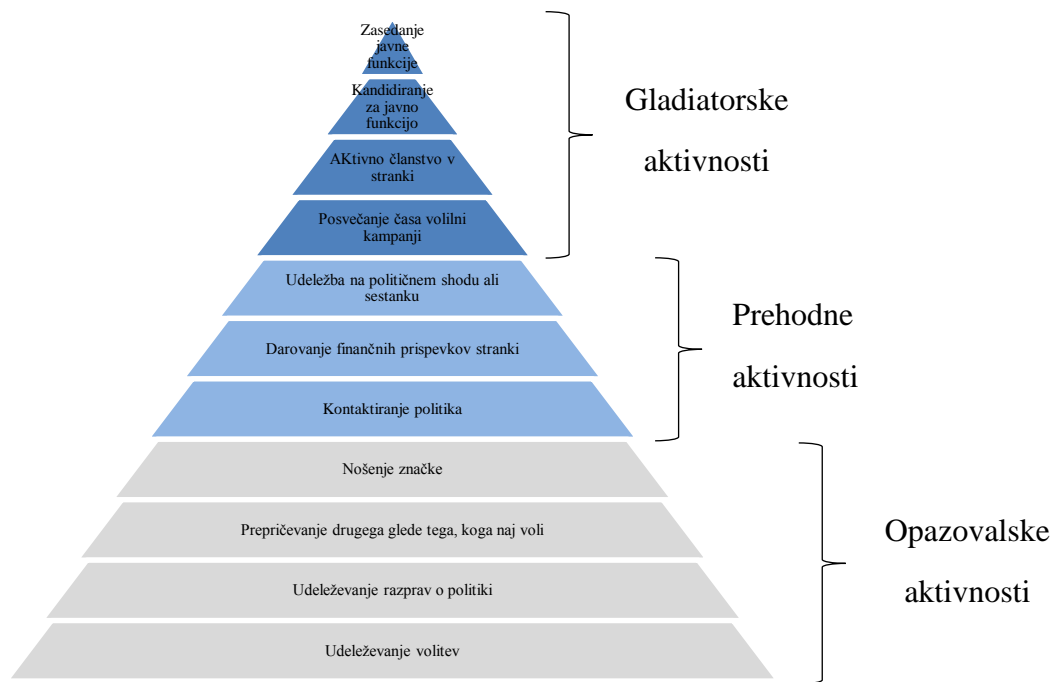 Zasedanje
javne
funkcije
Kandidiranje
za javno
funkcijo
AKtivno članstvo v
stranki
Posvečanje časa volilni
kampanji
Gladiatorske
aktivnosti
Udeležba na političnem shodu ali
sestanku
Darovanje finančnih prispevkov stranki
Kontaktiranje politika
Prehodne
aktivnosti
Nošenje značke
Prepričevanje drugega glede tega, koga naj voli
Udeleževanje razprav o politiki
Udeleževanje volitev
Opazovalske
aktivnosti